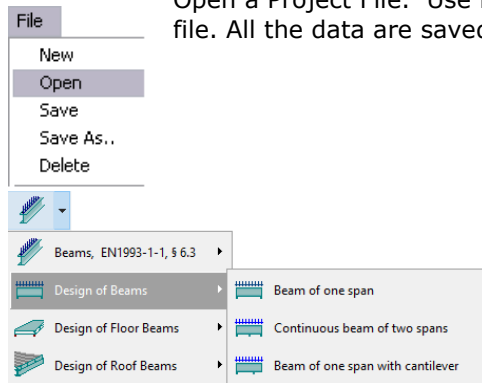 Open a Project File. Use
file. All the data are saved
File
New
Open
Save
Save As..
Delete
Beams, EN1993-1-1, § 6.3
Design of Beams
Beam of one span
Design of Floor Beams
Continuous beam of two spans
Design of Roof Beams
Beam of one span with cantilever